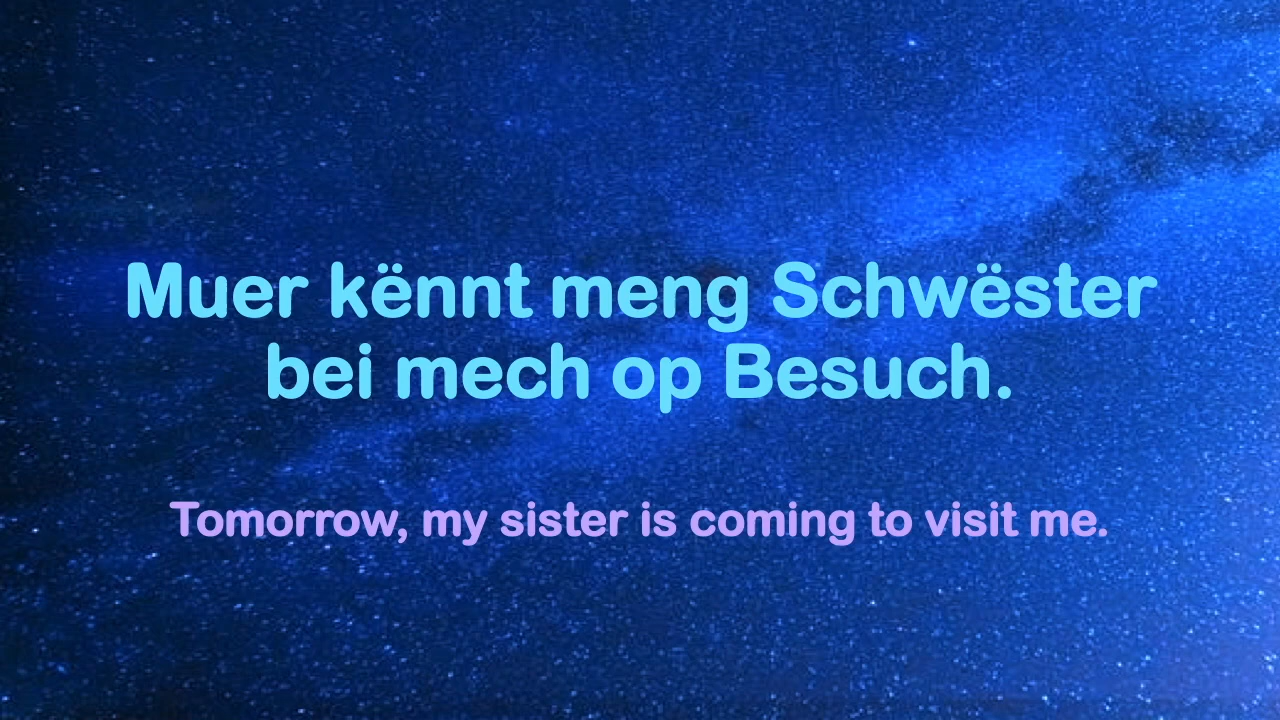 Muer kënnt meng Schwëster
bei mech op Besuch.
Tomorrow, my sister is coming to visit me.